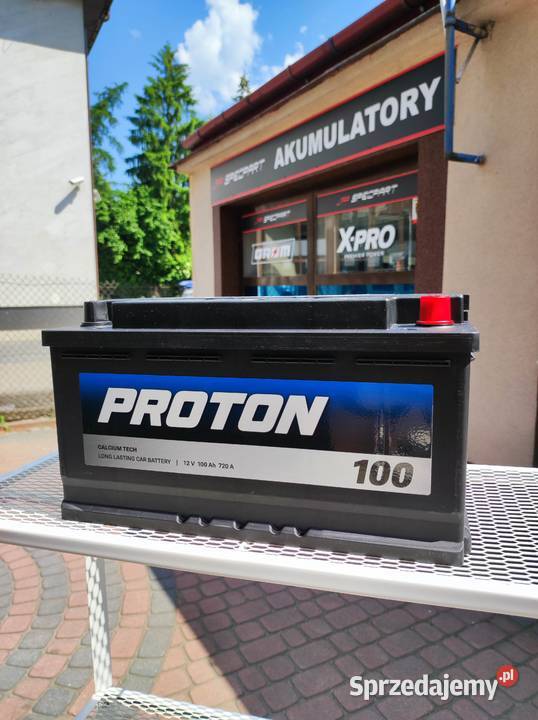 SPECPART AKUMULATORY
SPECPART
X-PRO
PREMIER POWER
PROTON
CALCIUM TECH
LONG LASTING CAR BATTERY | 12 V 100 Ah 720 A
100
Sprzedajemy.pl